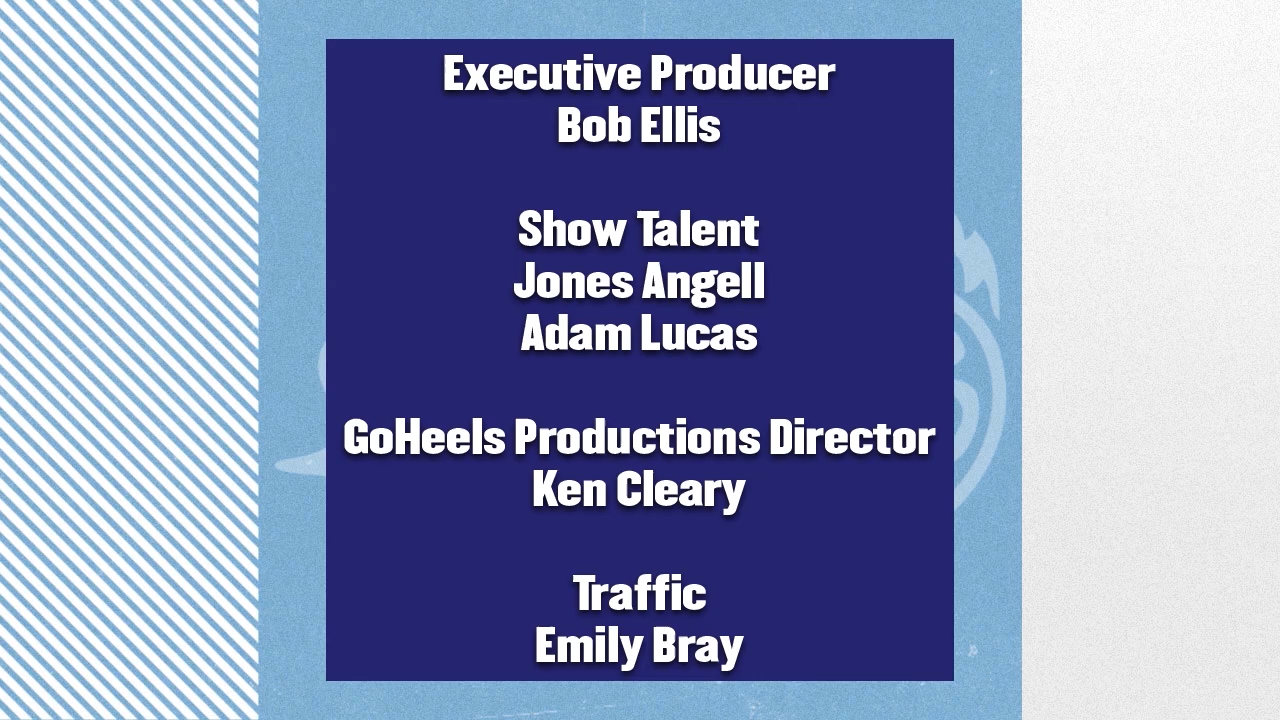 Executive Producer
Bob Ellis
Show Talent
Jones Angell
Adam Lucas
GoHeels Productions Director
Ken Cleary
Traffic
Emily Bray